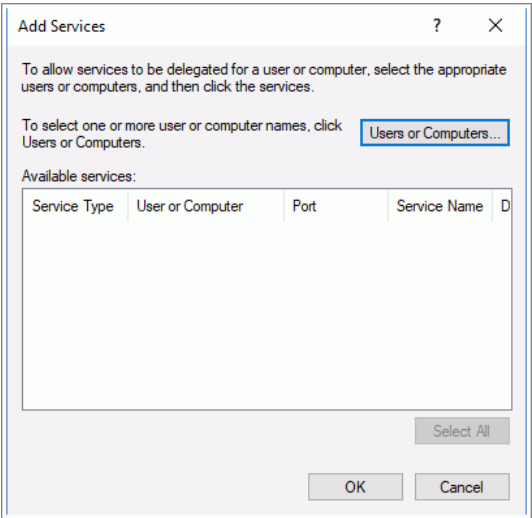 Add Services
?
To allow services to be delegated for a user or computer, select the appropriate
users or computers, and then click the services.
To select one or more user or computer names, click
Users or Computers.
Users or Computers...
Available services:
Service Type User or Computer Port Service Name D
Select All
OK Cancel